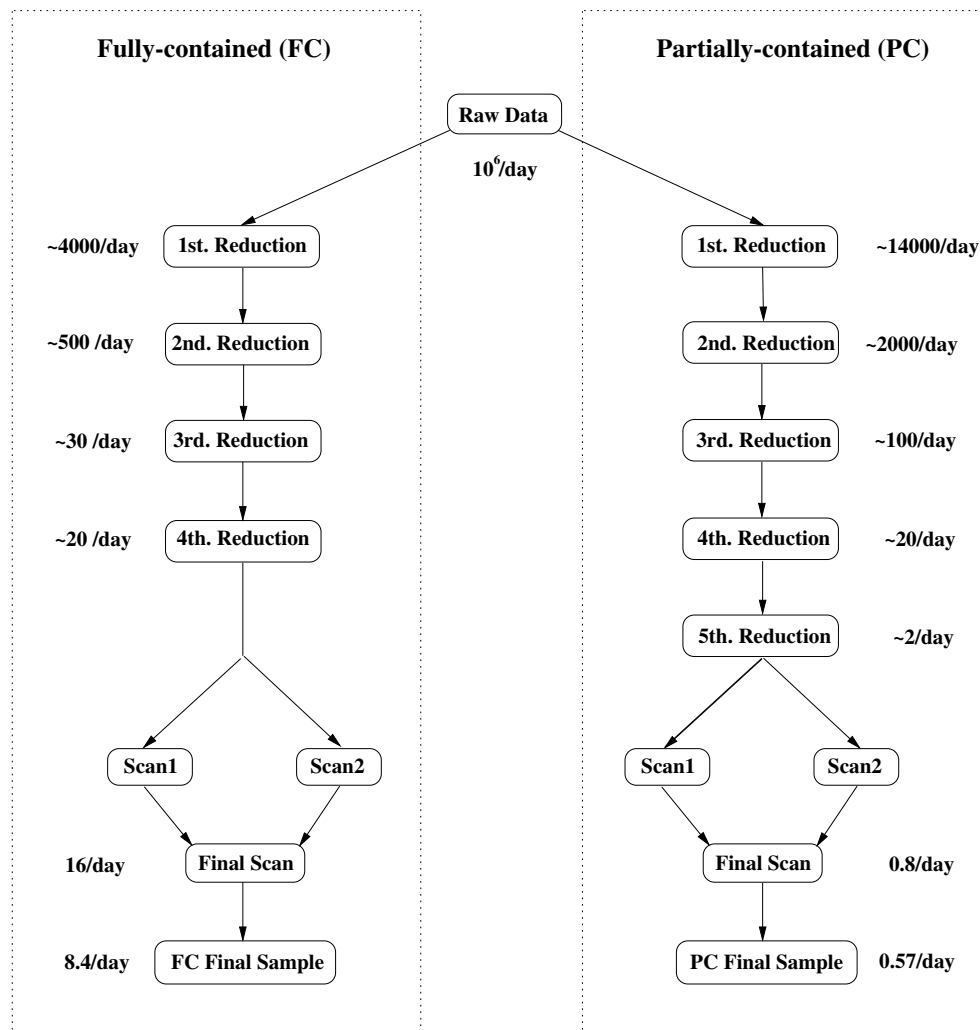 Fully-contained (FC)
Partially-contained (PC)
Raw Data
10⁶/day
~4000/day
1st. Reduction
1st. Reduction
~14000/day
~500 /day
2nd. Reduction
2nd. Reduction
~2000/day
~30 /day
3rd. Reduction
3rd. Reduction
~100/day
~20 /day
4th. Reduction
4th. Reduction
~20/day
5th. Reduction
~2/day
Scan1
Scan2
Scan1
Scan2
16/day
Final Scan
Final Scan
0.8/day
8.4/day
FC Final Sample
PC Final Sample
0.57/day